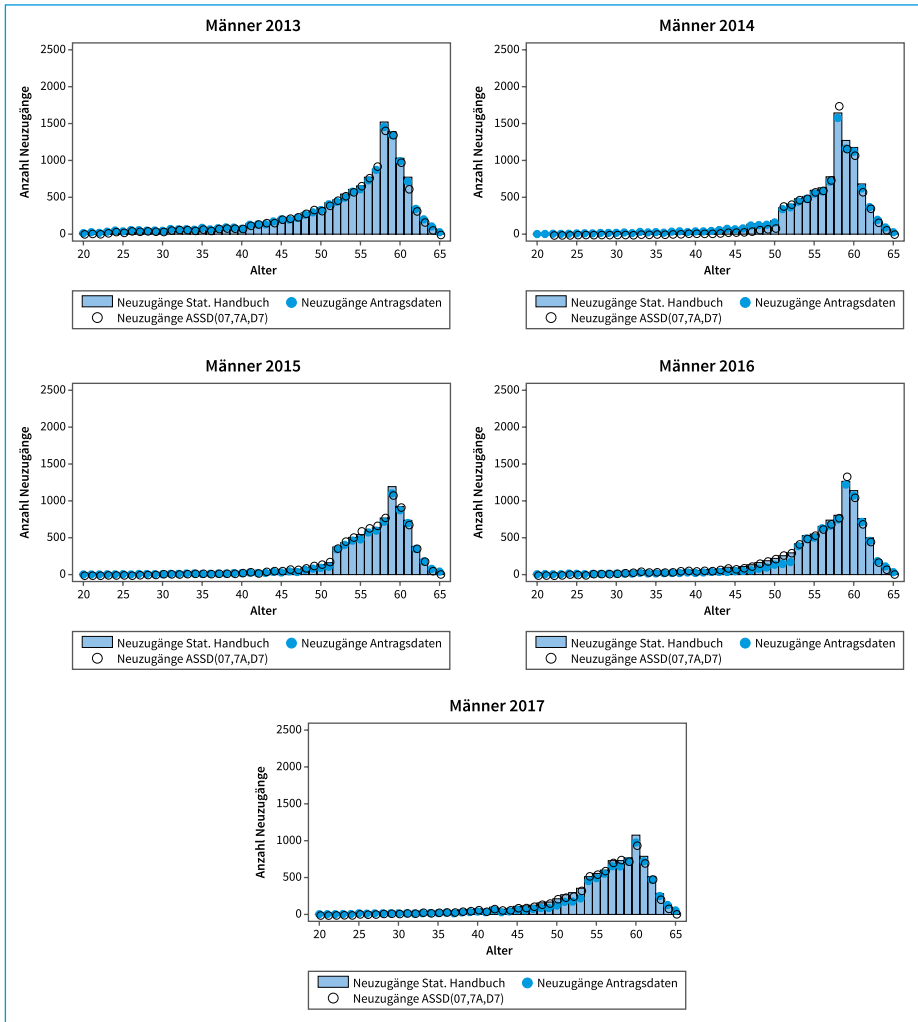 Männer 2013
Anzahl Neuzugänge
2500
2000
1500
1000
500
0
20 25 30 35 40 45 50 55 60 65
Alter
Neuzugänge Stat. Handbuch Neuzugänge Antragsdaten
Neuzugänge ASSD(07,7A,D7)
Männer 2014
Anzahl Neuzugänge
2500
2000
1500
1000
500
0
20 25 30 35 40 45 50 55 60 65
Alter
Neuzugänge Stat. Handbuch Neuzugänge Antragsdaten
Neuzugänge ASSD(07,7A,D7)
Männer 2015
Anzahl Neuzugänge
2500
2000
1500
1000
500
0
20 25 30 35 40 45 50 55 60 65
Alter
Neuzugänge Stat. Handbuch Neuzugänge Antragsdaten
Neuzugänge ASSD(07,7A,D7)
Männer 2016
Anzahl Neuzugänge
2500
2000
1500
1000
500
0
20 25 30 35 40 45 50 55 60 65
Alter
Neuzugänge Stat. Handbuch Neuzugänge Antragsdaten
Neuzugänge ASSD(07,7A,D7)
Männer 2017
Anzahl Neuzugänge
2500
2000
1500
1000
500
0
20 25 30 35 40 45 50 55 60 65
Alter
Neuzugänge Stat. Handbuch Neuzugänge Antragsdaten
Neuzugänge ASSD(07,7A,D7)